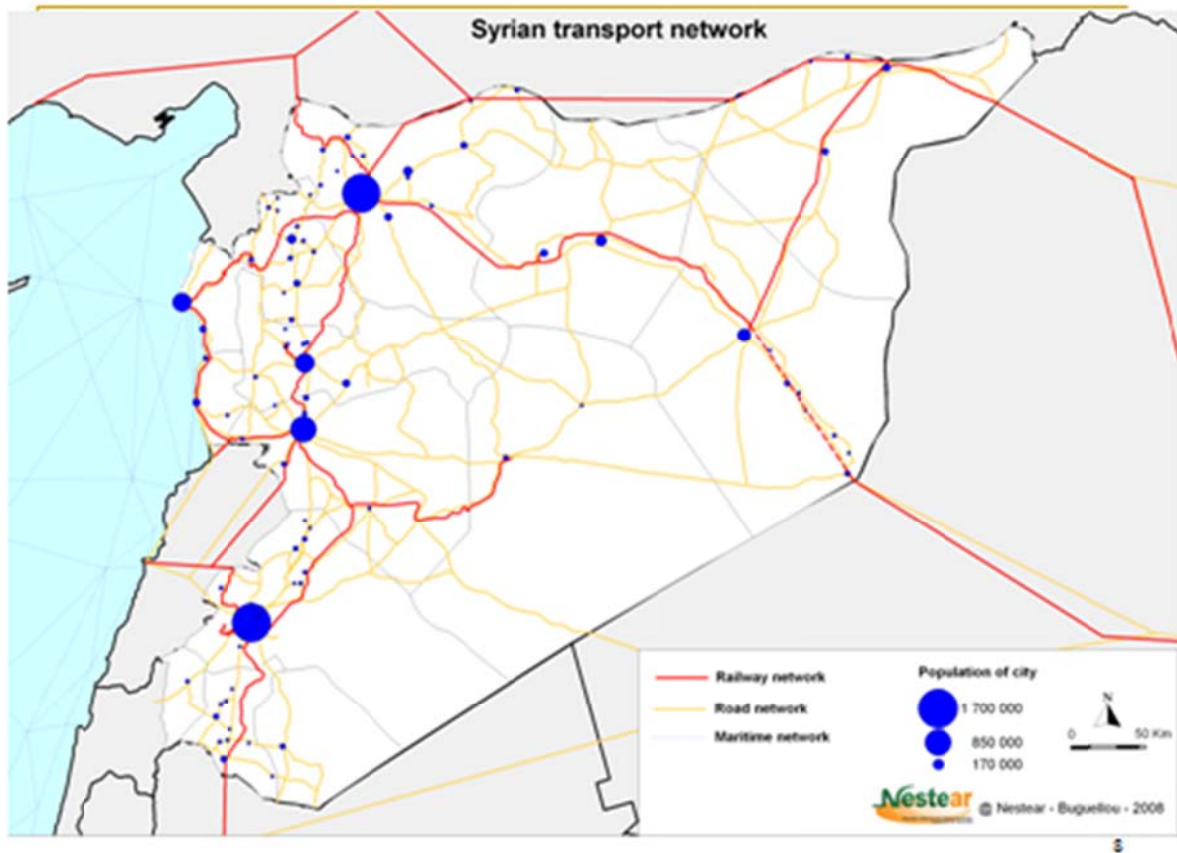 Syrian transport network
Railway network
Road network
Maritime network
Population of city
1 700 000
850 000
170 000
N
0 50 Km
Nestear
@ Nestear - Buguellou - 2008
8